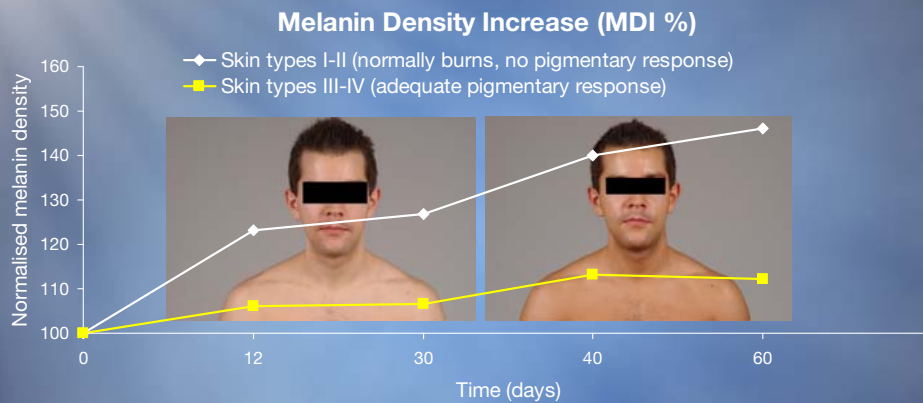 Melanin Density Increase (MDI %)
Skin types I-II (normally burns, no pigmentary response)
Skin types III-IV (adequate pigmentary response)
Normalised melanin density
160
150
140
130
120
110
100
0
12
30
40
60
Time (days)